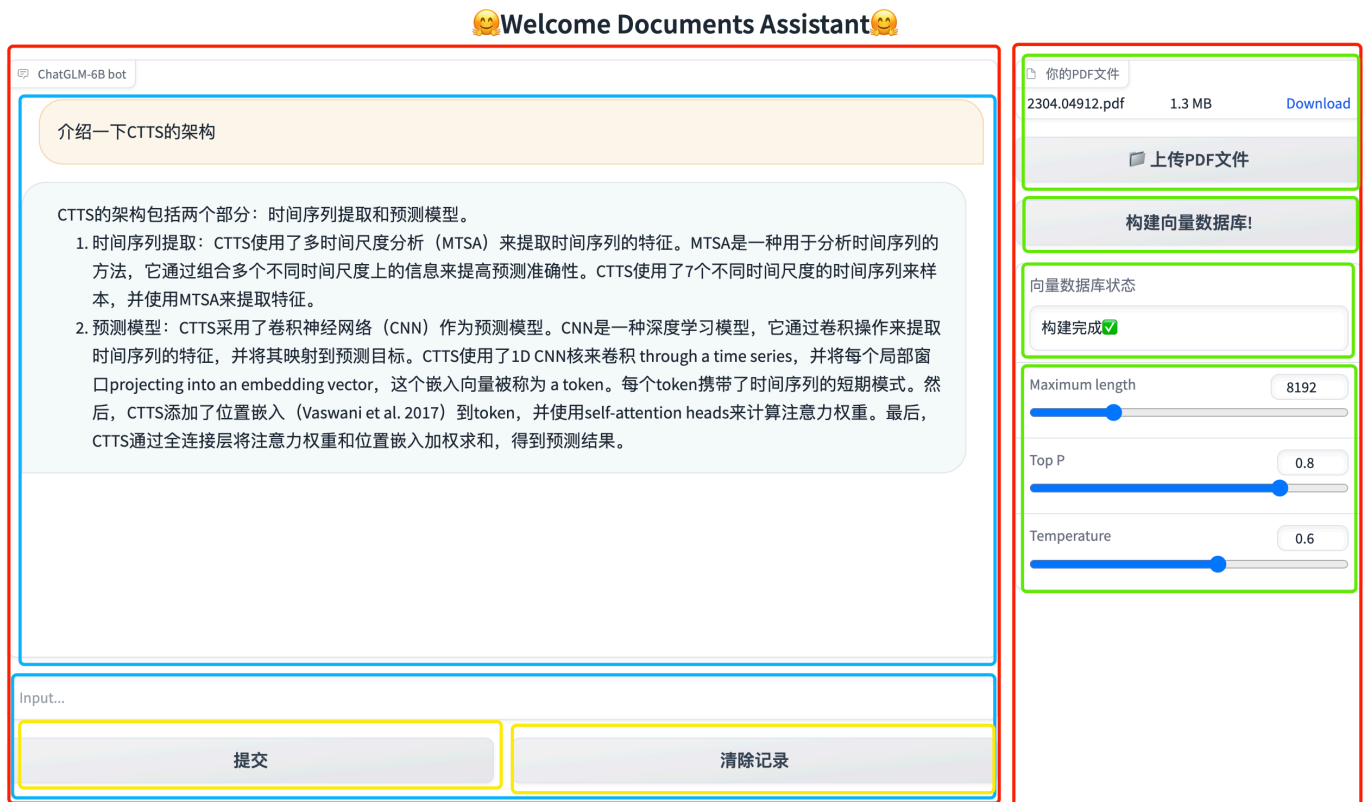 🤗Welcome Documents Assistant🤗
ChatGLM-6B bot
介绍一下CTTS的架构
CTTS的架构包括两个部分：时间序列提取和预测模型。
1. 时间序列提取：CTTS使用了多时间尺度分析（MTSA）来提取时间序列的特征。MTSA是一种用于分析时间序列的
方法，它通过组合多个不同时间尺度上的信息来提高预测准确性。CTTS使用了7个不同时间尺度的时间序列来样
本，并使用MTSA来提取特征。
2. 预测模型：CTTS采用了卷积神经网络（CNN）作为预测模型。CNN是一种深度学习模型，它通过卷积操作来提取
时间序列的特征，并将其映射到预测目标。CTTS使用了1D CNN核来卷积 through a time series，并将每个局部窗
口projecting into an embedding vector，这个嵌入向量被称为 a token。每个token携带了时间序列的短期模式。然
后，CTTS添加了位置嵌入（Vaswani et al. 2017）到token，并使用self-attention heads来计算注意力权重。最后，
CTTS通过全连接层将注意力权重和位置嵌入加权求和，得到预测结果。
Input...
提交
清除记录
你的PDF文件
2304.04912.pdf 1.3 MB Download
📁 上传PDF文件
构建向量数据库!
向量数据库状态
构建完成✅
Maximum length 8192
Top P 0.8
Temperature 0.6